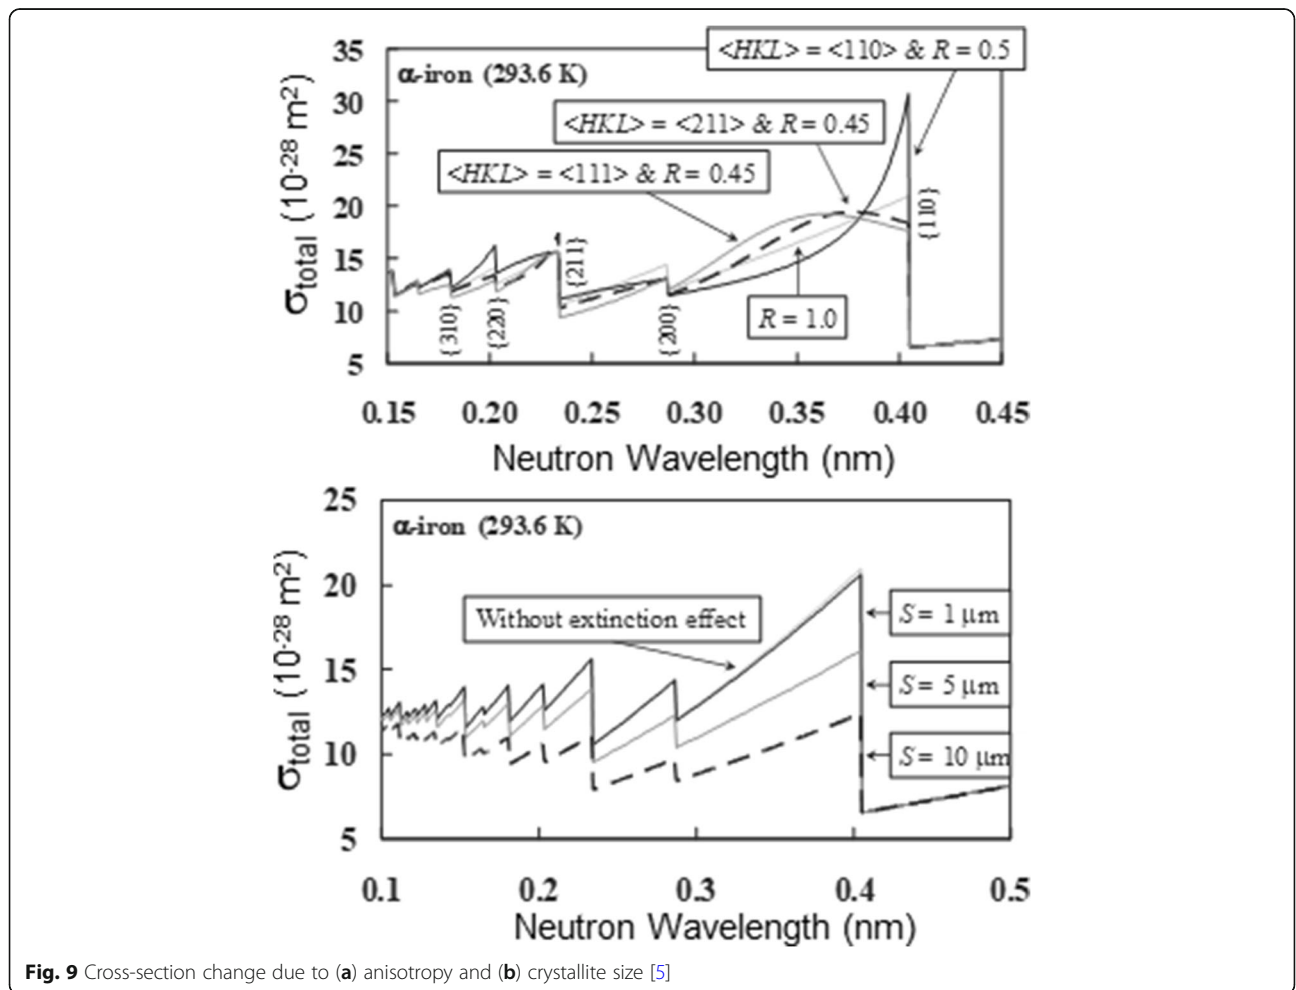 <HKL> = <110> & R = 0.5
35
α-iron (293.6 K)
30
<HKL> = <211> & R = 0.45
25
<HKL> = <111> & R = 0.45
20
15
10
5
σtotal (10-28 m2)
{310}
{220}
{211}
{200}
{110}
R = 1.0
0.15 0.20 0.25 0.30 0.35 0.40 0.45
Neutron Wavelength (nm)
25
α-iron (293.6 K)
20
15
10
5
σtotal (10-28 m2)
Without extinction effect
S = 1 μm
S = 5 μm
S = 10 μm
0.1 0.2 0.3 0.4 0.5
Neutron Wavelength (nm)
Fig. 9 Cross-section change due to (a) anisotropy and (b) crystallite size [5]